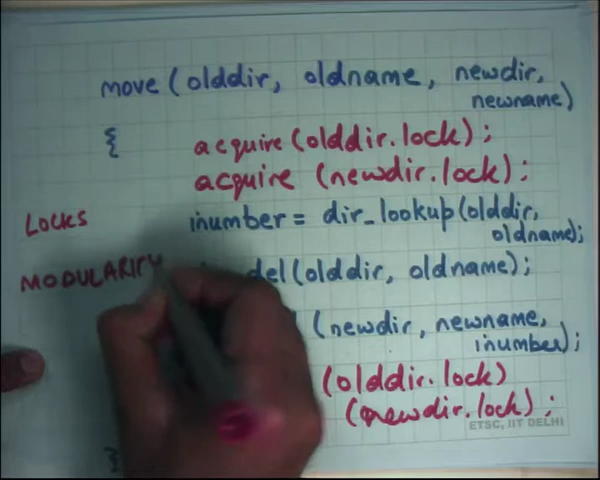 move (olddir, oldname, newdir,
newname)
{
acquire (olddir.lock);
acquire (newdir.lock);
LOCKS
inumber = dir_lookup(olddir,
oldname);
MODULARITY
del(olddir, oldname);
(newdir, newname,
inumber);
(olddir.lock)
(newdir.lock);
ETSC, IIT DELHI
}